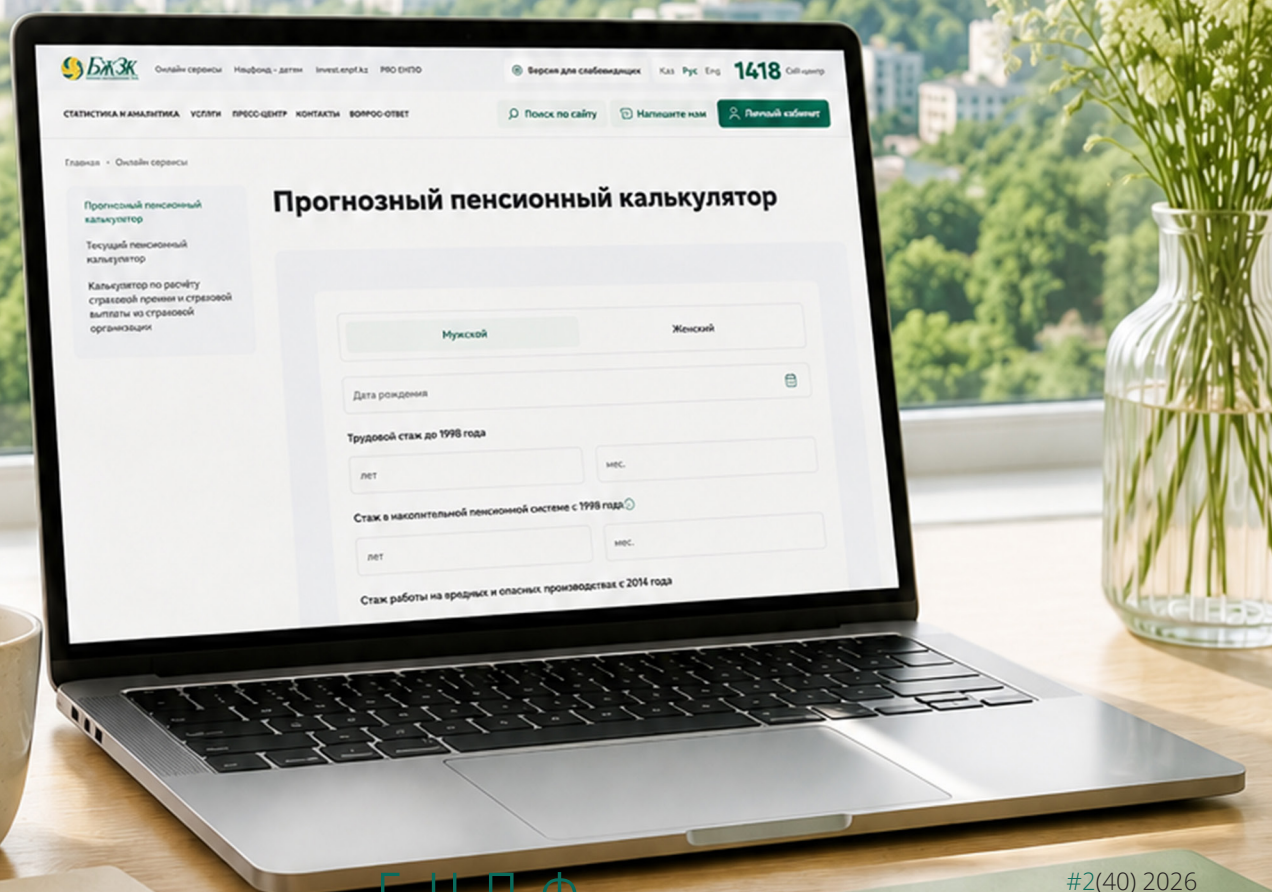 БЖЗҚ Онлайн сервисы Нацфонд – детям Invest.enpf.kz PRO ЕНПФ Версия для слабовидящих Каз Рус Eng 1418 Call-центр
СТАТИСТИКА И АНАЛИТИКА УСЛУГИ ПРЕСС-ЦЕНТР КОНТАКТЫ ВОПРОС-ОТВЕТ Поиск по сайту Напишите нам Личный кабинет
Главная • Онлайн сервисы
Прогнозный пенсионный
калькулятор
Текущий пенсионный
калькулятор
Калькулятор по расчёту
страховой премии и страховой
выплаты из страховой
организации
Прогнозный пенсионный калькулятор
Мужской Женский
Дата рождения
Трудовой стаж до 1998 года
лет мес.
Стаж в накопительной пенсионной системе с 1998 года
лет мес.
Стаж работы на вредных и опасных производствах с 2014 года
#2(40) 2026